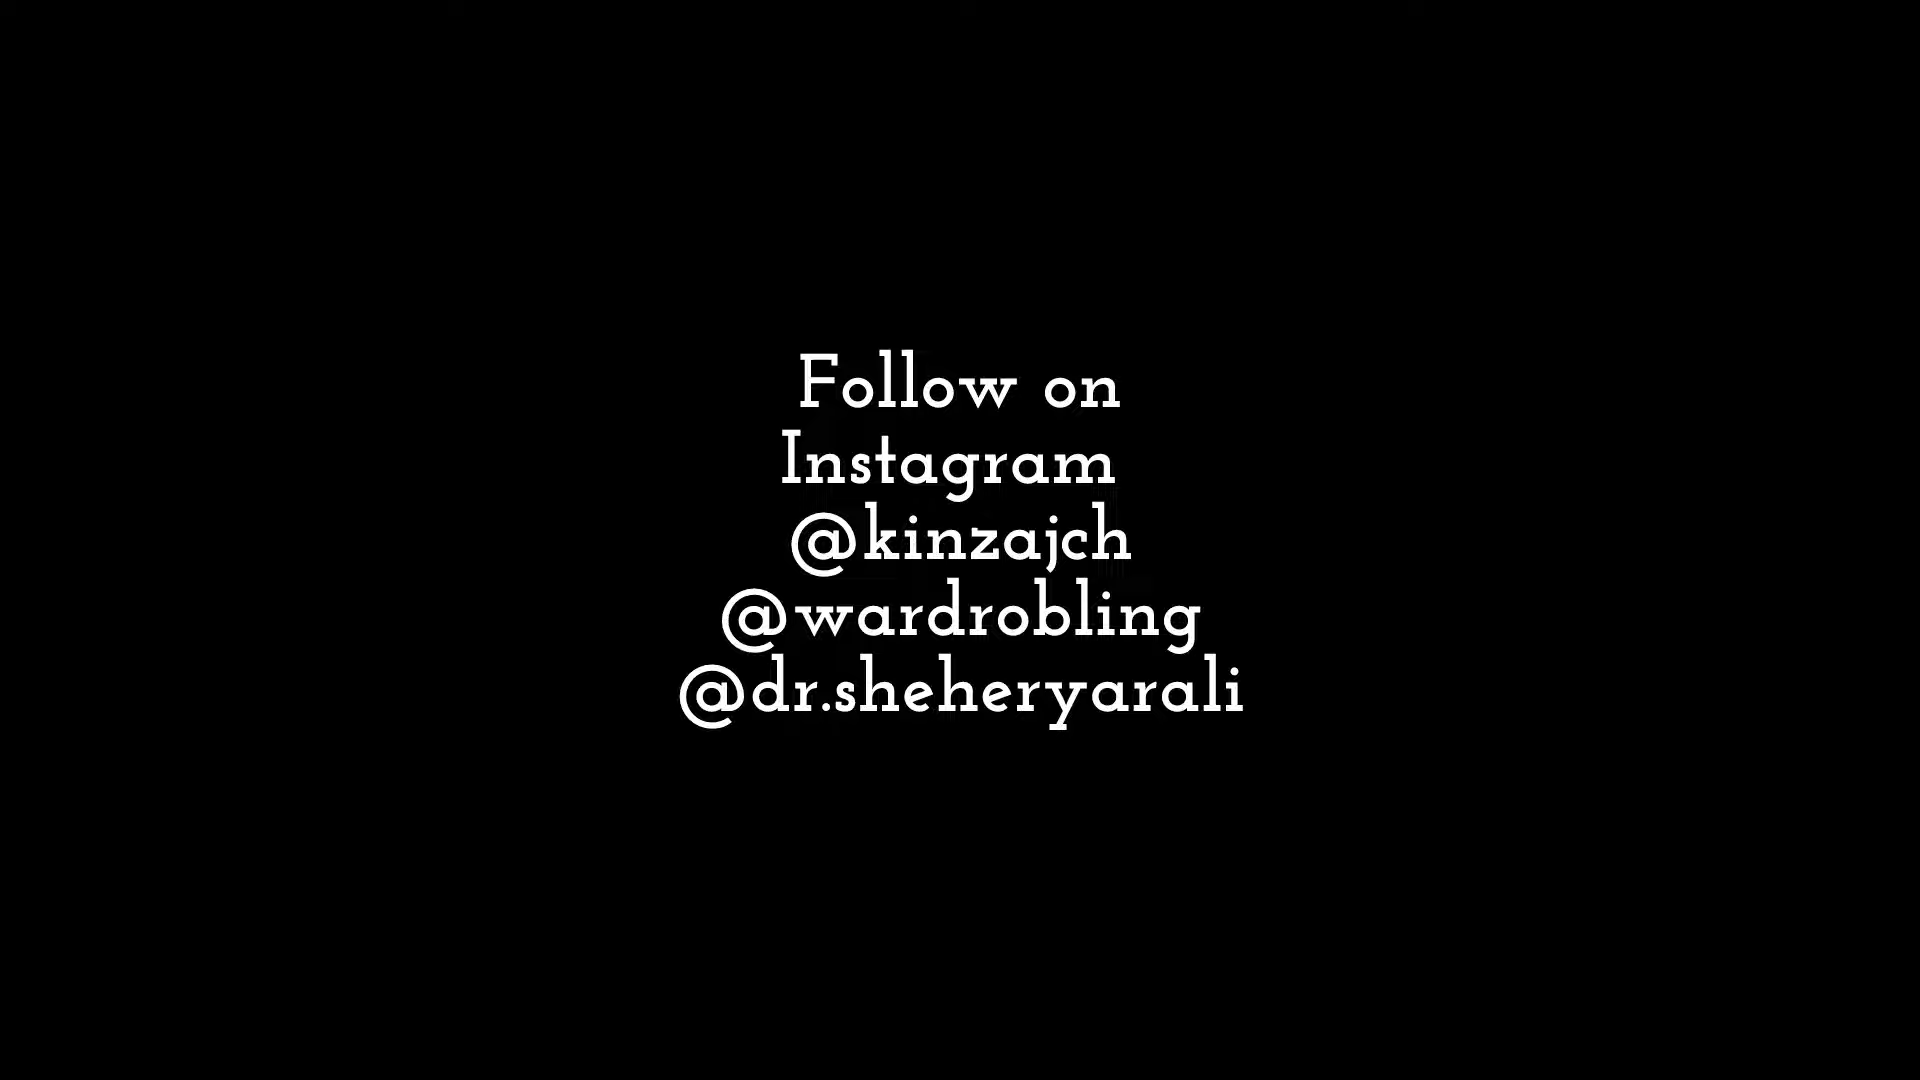 Follow on
Instagram
@kinzajch
@wardrobling
@dr.sheheryarali